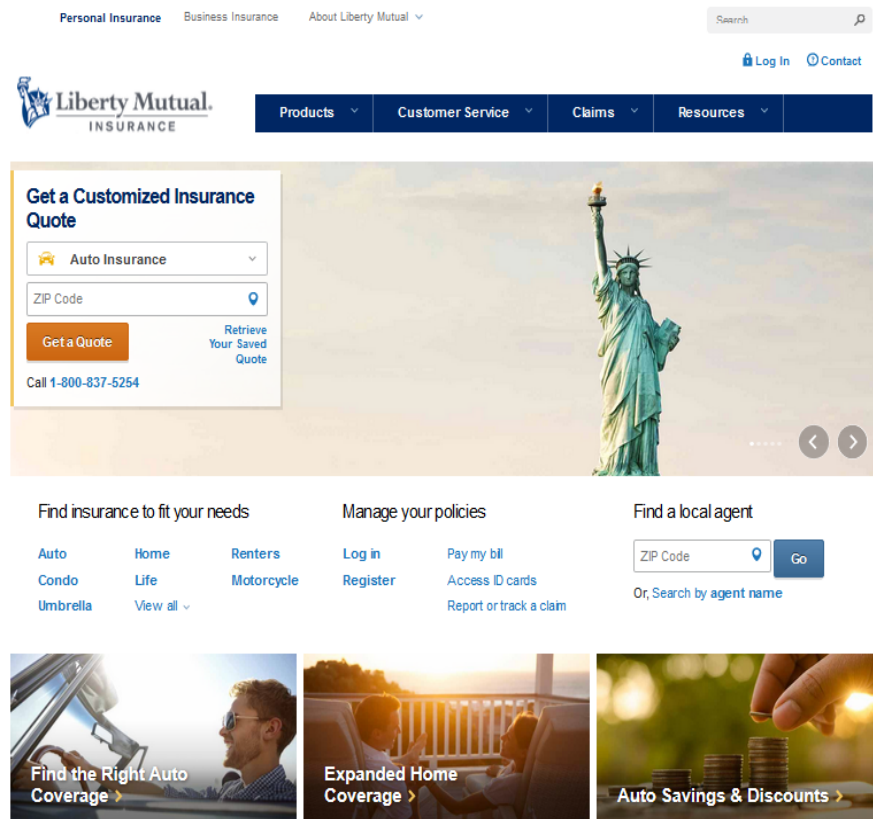 Personal Insurance Business Insurance About Liberty Mutual
Search
Log In Contact
Liberty Mutual.
INSURANCE
Products Customer Service Claims Resources
Get a Customized Insurance
Quote
Auto Insurance
ZIP Code
Get a Quote
Retrieve
Your Saved
Quote
Call 1-800-837-5254
Find insurance to fit your needs
Auto Home Renters
Condo Life Motorcycle
Umbrella View all
Manage your policies
Log in Pay my bill
Register Access ID cards
Report or track a claim
Find a local agent
ZIP Code Go
Or, Search by agent name
Find the Right Auto
Coverage >
Expanded Home
Coverage >
Auto Savings & Discounts >